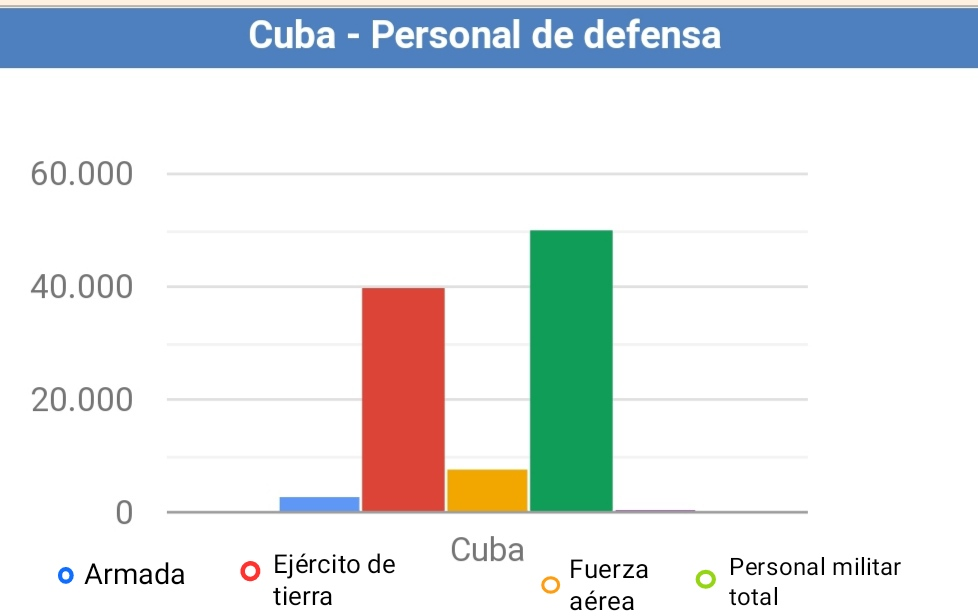 Cuba - Personal de defensa
60.000
40.000
20.000
0
Cuba
Armada
Ejército de
tierra
Fuerza
aérea
Personal militar
total